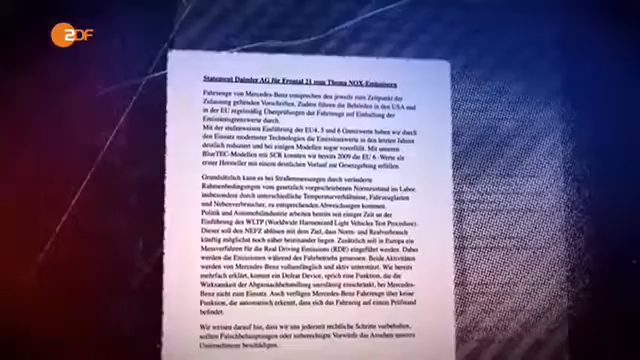 ZDF
Statement Daimler AG für Frontal 21 zum Thema NOX-Emissionen
Fahrzeuge von Mercedes-Benz entsprechen den jeweils zum Zeitpunkt der
Zulassung geltenden Vorschriften. Zudem führen die Behörden in den USA und
in der EU regelmäßig Überprüfungen der Fahrzeuge auf Einhaltung der
Emissionsgrenzwerte durch.
Mit der stufenweisen Einführung der EU4, 5 und 6 Grenzwerte haben wir durch
den Einsatz modernster Technologien die Emissionswerte in den letzten Jahren
deutlich reduziert und bei einigen Modellen sogar vorerfüllt. Mit unseren
BlueTEC-Modellen mit SCR konnten wir bereits 2009 die EU 6 -Werte als
erster Hersteller mit einem deutlichen Vorlauf zur Gesetzgebung erfüllen.
Grundsätzlich kann es bei Straßenmessungen durch veränderte
Rahmenbedingungen vom gesetzlich vorgeschriebenen Normzustand im Labor,
insbesondere durch unterschiedliche Temperaturverhältnisse, Fahrzeuglasten
und Nebenverbraucher, zu entsprechenden Abweichungen kommen.
Politik und Automobilindustrie arbeiten bereits seit einiger Zeit an der
Einführung des WLTP (Worldwide Harmonized Light Vehicles Test Procedure).
Dieser soll den NEFZ ablösen mit dem Ziel, dass Norm- und Realverbrauch
künftig möglichst noch näher beieinander liegen. Zusätzlich soll in Europa ein
Messverfahren für die Real Driving Emissions (RDE) eingeführt werden. Dabei
werden die Emissionen während des Fahrbetriebs gemessen. Beide Aktivitäten
werden von Mercedes-Benz vollumfänglich und aktiv unterstützt. Wie bereits
mehrfach erklärt, kommt ein Defeat Device, sprich eine Funktion, die die
Wirksamkeit der Abgasnachbehandlung unzulässig einschränkt, bei Mercedes-
Benz nicht zum Einsatz. Auch verfügen Mercedes-Benz Fahrzeuge über keine
Funktion, die automatisch erkennt, dass sich das Fahrzeug auf einem Prüfstand
befindet.
Wir weisen darauf hin, dass wir uns jederzeit rechtliche Schritte vorbehalten,
sollten Falschbehauptungen oder unberechtigte Vorwürfe das Ansehen unseres
Unternehmens beschädigen.